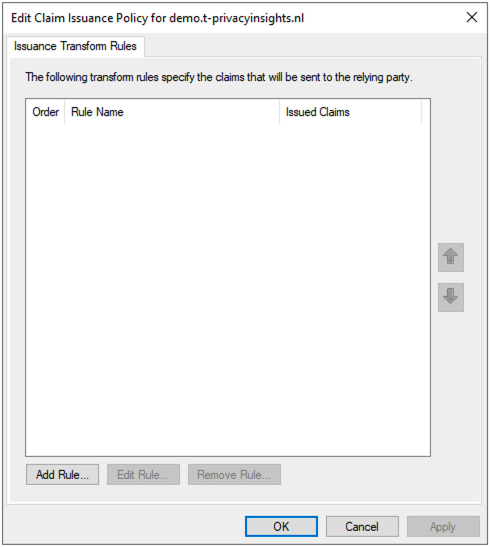 Edit Claim Issuance Policy for demo.t-privacyinsights.nl
Issuance Transform Rules
The following transform rules specify the claims that will be sent to the relying party.
Order Rule Name Issued Claims
Add Rule... Edit Rule... Remove Rule...
OK Cancel Apply